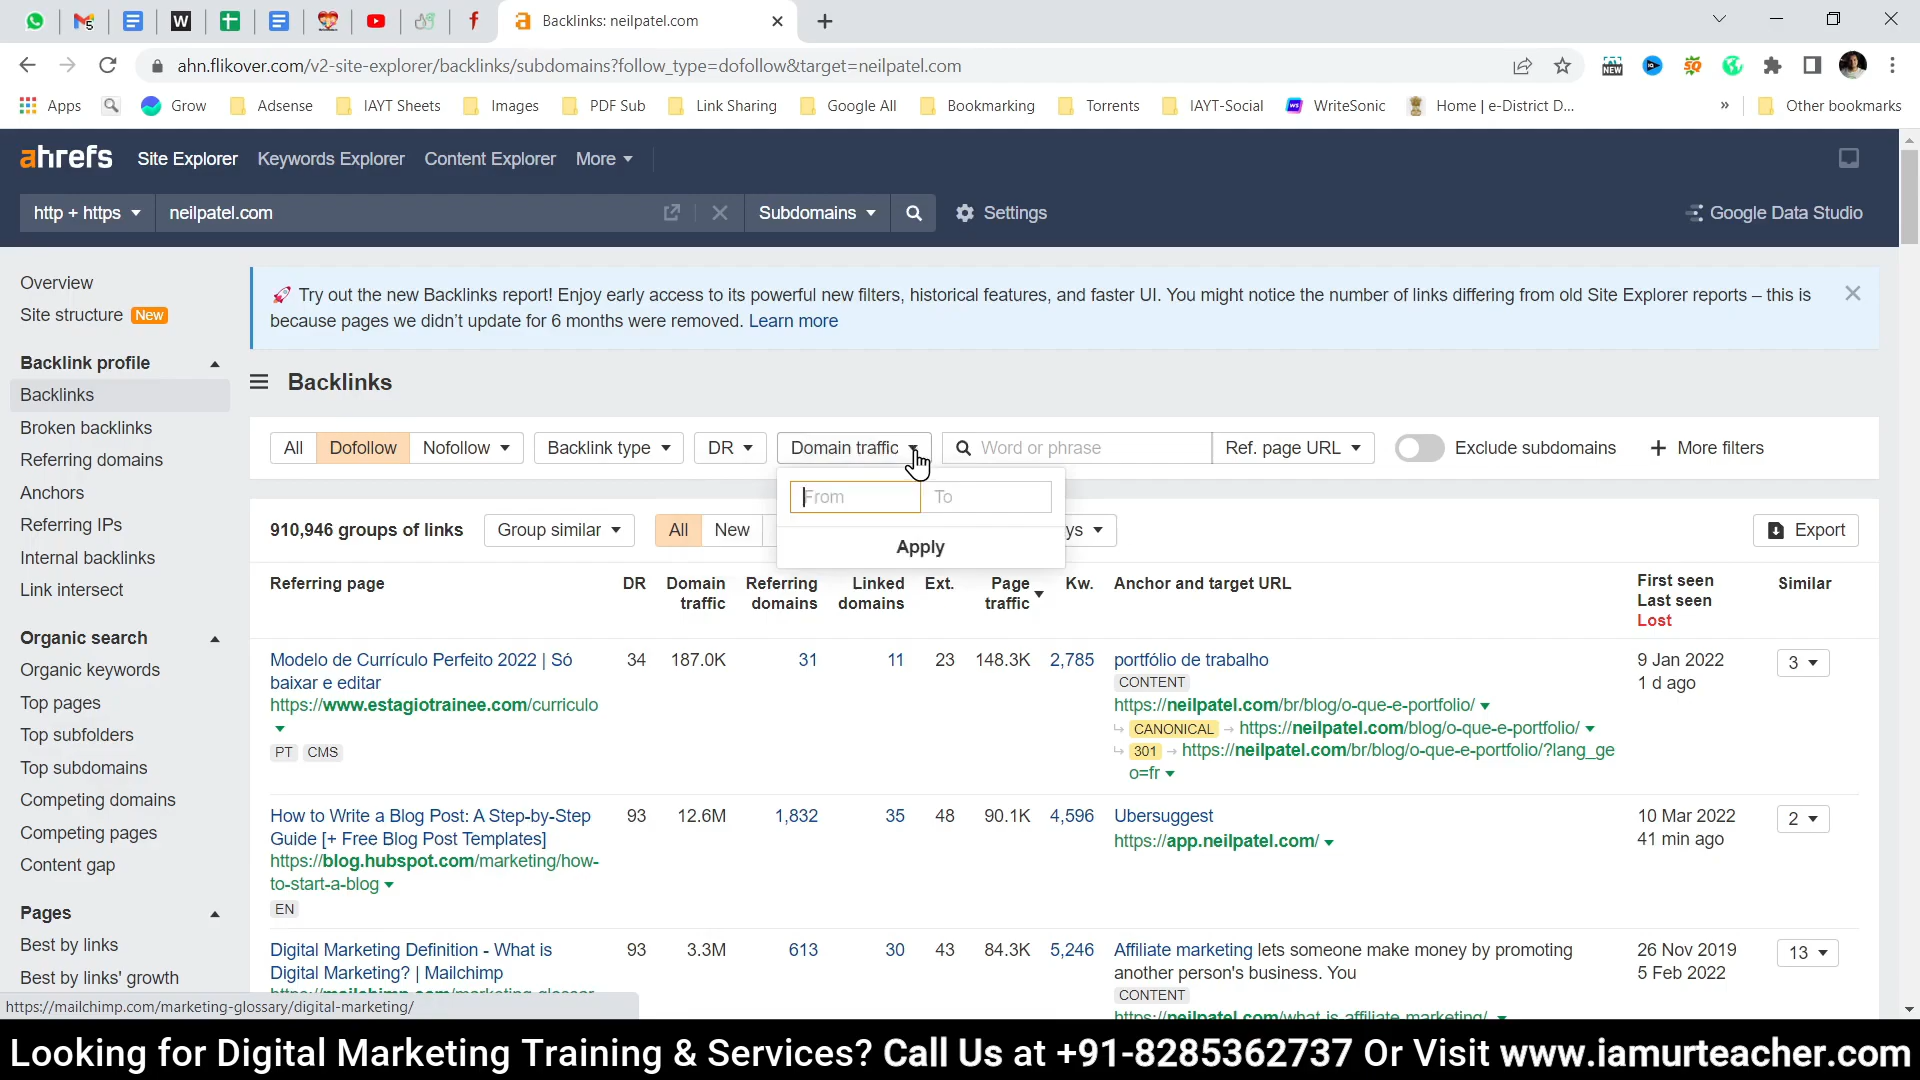 Backlinks: neilpatel.com
ahn.flikover.com/v2-site-explorer/backlinks/subdomains?follow_type=dofollow&target=neilpatel.com
Apps Grow Adsense IAYT Sheets Images PDF Sub Link Sharing Google All Bookmarking Torrents IAYT-Social WriteSonic Home | e-District D... » Other bookmarks
ahrefs Site Explorer Keywords Explorer Content Explorer More
http + https neilpatel.com Subdomains Settings Google Data Studio
Overview
Site structure New
Backlink profile
Backlinks
Broken backlinks
Referring domains
Anchors
Referring IPs
Internal backlinks
Link intersect
Organic search
Organic keywords
Top pages
Top subfolders
Top subdomains
Competing domains
Competing pages
Content gap
Pages
Best by links
Best by links' growth
Try out the new Backlinks report! Enjoy early access to its powerful new filters, historical features, and faster UI. You might notice the number of links differing from old Site Explorer reports – this is
because pages we didn't update for 6 months were removed. Learn more
Backlinks
All Dofollow Nofollow Backlink type DR Domain traffic Word or phrase Ref. page URL Exclude subdomains + More filters
From To
Apply
910,946 groups of links Group similar All New ys Export
Referring page DR Domain traffic Referring domains Linked domains Ext. Page traffic Kw. Anchor and target URL First seen Last seen Lost Similar
Modelo de Currículo Perfeito 2022 | Só
baixar e editar
https://www.estagiotrainee.com/curriculo
PT CMS
34 187.0K 31 11 23 148.3K 2,785
portfólio de trabalho
CONTENT
https://neilpatel.com/br/blog/o-que-e-portfolio/
CANONICAL → https://neilpatel.com/blog/o-que-e-portfolio/
301 → https://neilpatel.com/br/blog/o-que-e-portfolio/?lang_ge
o=fr
9 Jan 2022
1 d ago
3
How to Write a Blog Post: A Step-by-Step
Guide [+ Free Blog Post Templates]
https://blog.hubspot.com/marketing/how-
to-start-a-blog
EN
93 12.6M 1,832 35 48 90.1K 4,596
Ubersuggest
https://app.neilpatel.com/
10 Mar 2022
41 min ago
2
Digital Marketing Definition - What is
Digital Marketing? | Mailchimp
https://mailchimp.com/marketing-glossar
93 3.3M 613 30 43 84.3K 5,246
Affiliate marketing lets someone make money by promoting
another person's business. You
CONTENT
https://neilpatel.com/what-is-affiliate-marketing/
26 Nov 2019
5 Feb 2022
13
https://mailchimp.com/marketing-glossary/digital-marketing/
Looking for Digital Marketing Training & Services? Call Us at +91-8285362737 Or Visit www.iamurteacher.com